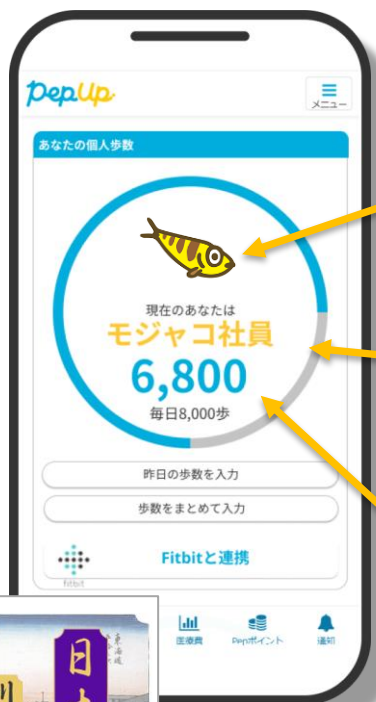 PepUp
メニュー
あなたの個人歩数
現在のあなたは
モジャコ社員
6,800
毎日8,000歩
昨日の歩数を入力
歩数をまとめて入力
fitbit
Fitbitと連携
医療費
Pepポイント
通知
東海道
日